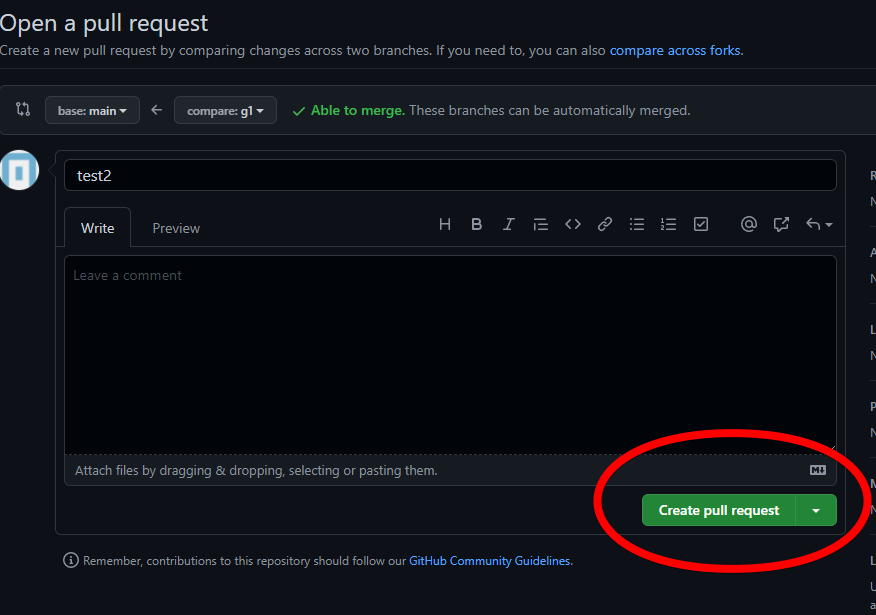 Open a pull request
Create a new pull request by comparing changes across two branches. If you need to, you can also compare across forks.
base: main
compare: g1
Able to merge. These branches can be automatically merged.
test2
Write
Preview
Leave a comment
Attach files by dragging & dropping, selecting or pasting them.
Create pull request
Remember, contributions to this repository should follow our GitHub Community Guidelines.